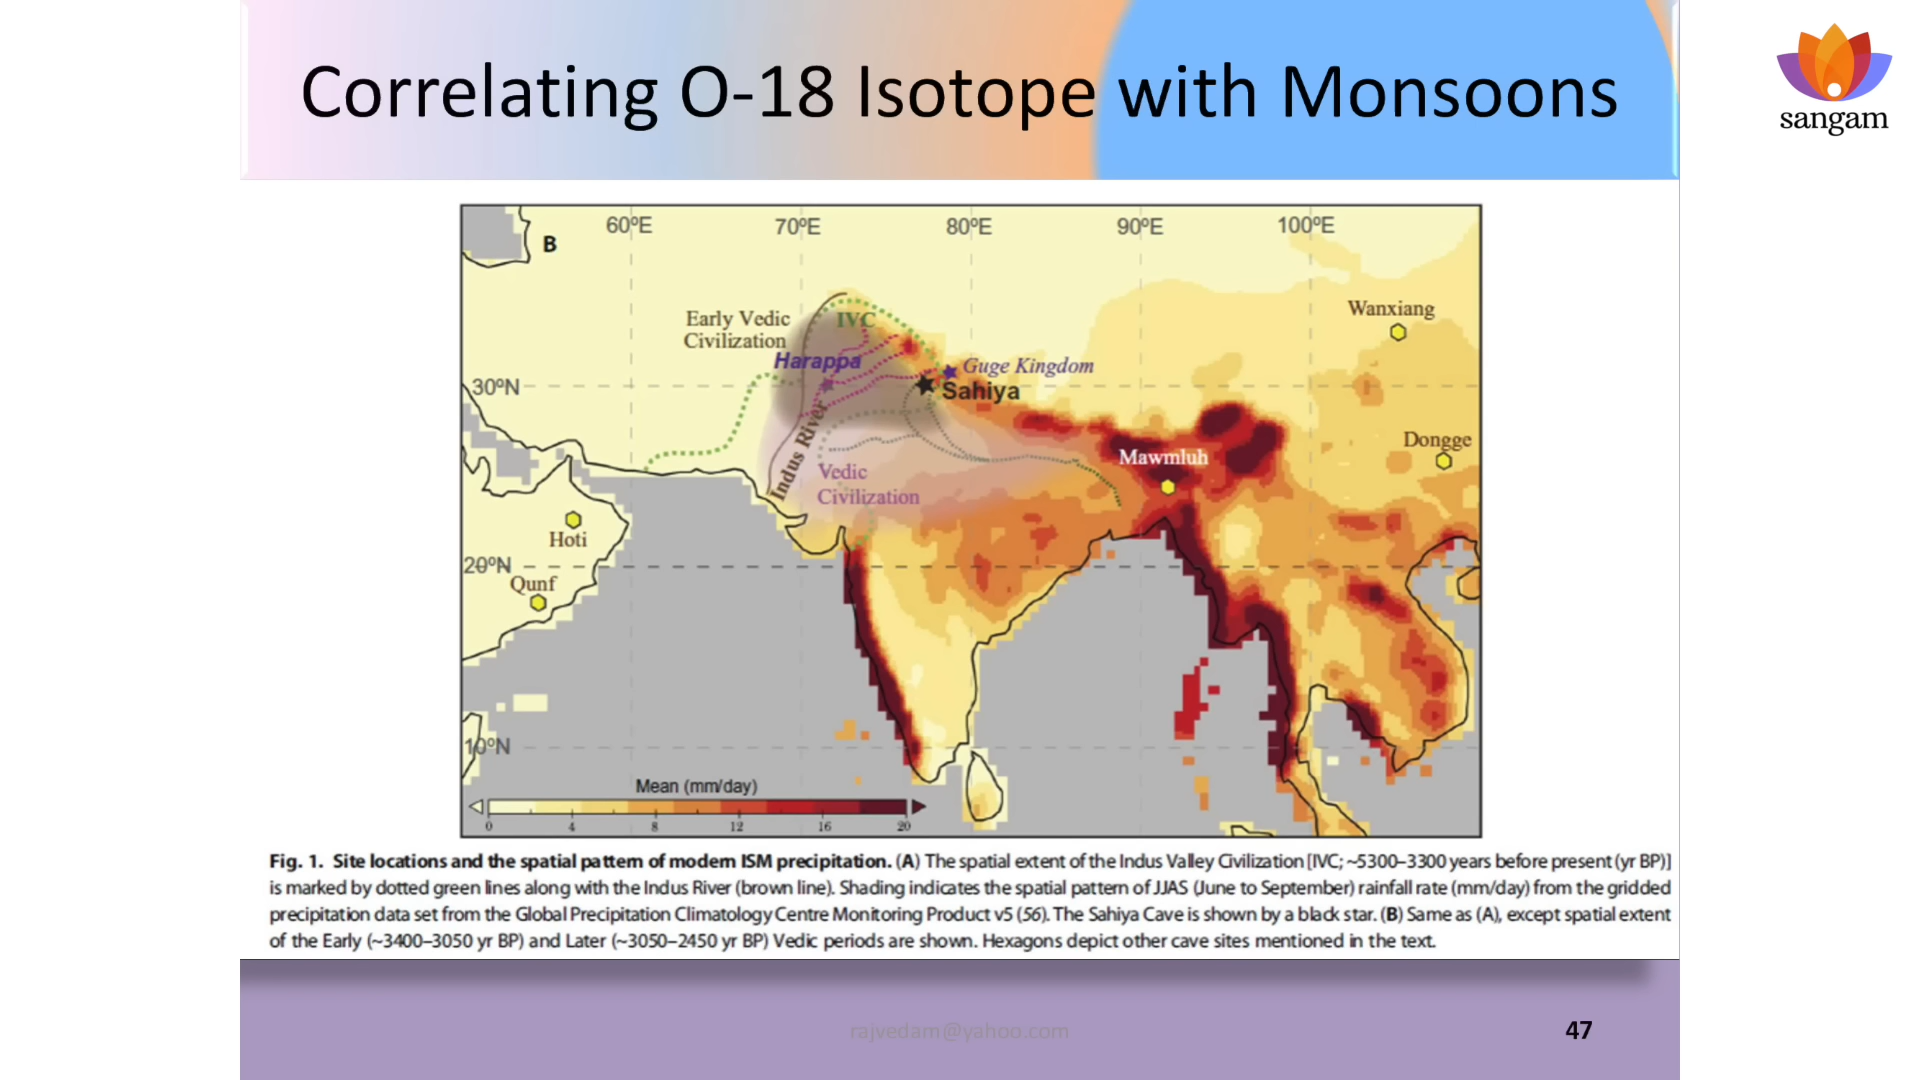 Correlating O-18 Isotope with Monsoons
sangam
60ºE
70ºE
80ºE
90ºE
100ºE
B
Early Vedic
Civilization
IVC
Harappa
Guge Kingdom
Sahiya
Wanxiang
30ºN
Dongge
Indus River
Vedic
Civilization
Mawmluh
Hoti
20ºN
Qunf
10ºN
Mean (mm/day)
0 4 8 12 16 20
Fig. 1. Site locations and the spatial pattern of modern ISM precipitation. (A) The spatial extent of the Indus Valley Civilization [IVC; ~5300–3300 years before present (yr BP)]
is marked by dotted green lines along with the Indus River (brown line). Shading indicates the spatial pattern of JJAS (June to September) rainfall rate (mm/day) from the gridded
precipitation data set from the Global Precipitation Climatology Centre Monitoring Product v5 (56). The Sahiya Cave is shown by a black star. (B) Same as (A), except spatial extent
of the Early (~3400–3050 yr BP) and Later (~3050–2450 yr BP) Vedic periods are shown. Hexagons depict other cave sites mentioned in the text.
rajvedam@yahoo.com
47